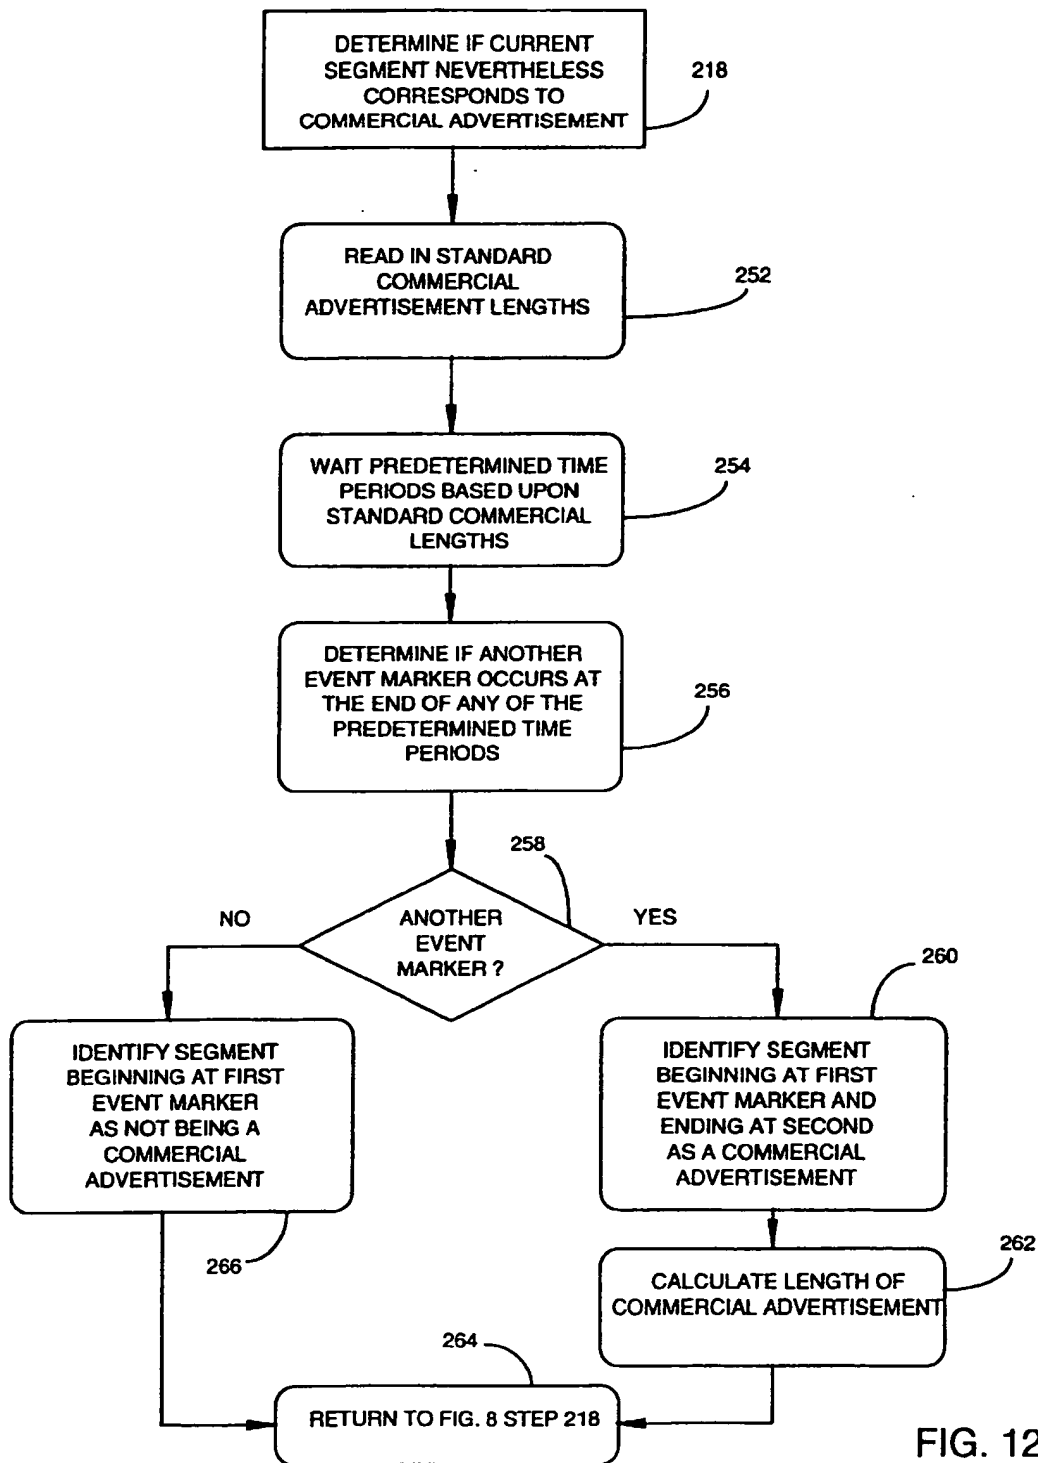 DETERMINE IF CURRENT
SEGMENT NEVERTHELESS
CORRESPONDS TO
COMMERCIAL ADVERTISEMENT
218
READ IN STANDARD
COMMERCIAL
ADVERTISEMENT LENGTHS
252
WAIT PREDETERMINED TIME
PERIODS BASED UPON
STANDARD COMMERCIAL
LENGTHS
254
DETERMINE IF ANOTHER
EVENT MARKER OCCURS AT
THE END OF ANY OF THE
PREDETERMINED TIME
PERIODS
256
258
NO
ANOTHER
EVENT
MARKER ?
YES
260
IDENTIFY SEGMENT
BEGINNING AT FIRST
EVENT MARKER
AS NOT BEING A
COMMERCIAL
ADVERTISEMENT
266
IDENTIFY SEGMENT
BEGINNING AT FIRST
EVENT MARKER AND
ENDING AT SECOND
AS A COMMERCIAL
ADVERTISEMENT
262
CALCULATE LENGTH OF
COMMERCIAL ADVERTISEMENT
264
RETURN TO FIG. 8 STEP 218
FIG. 12